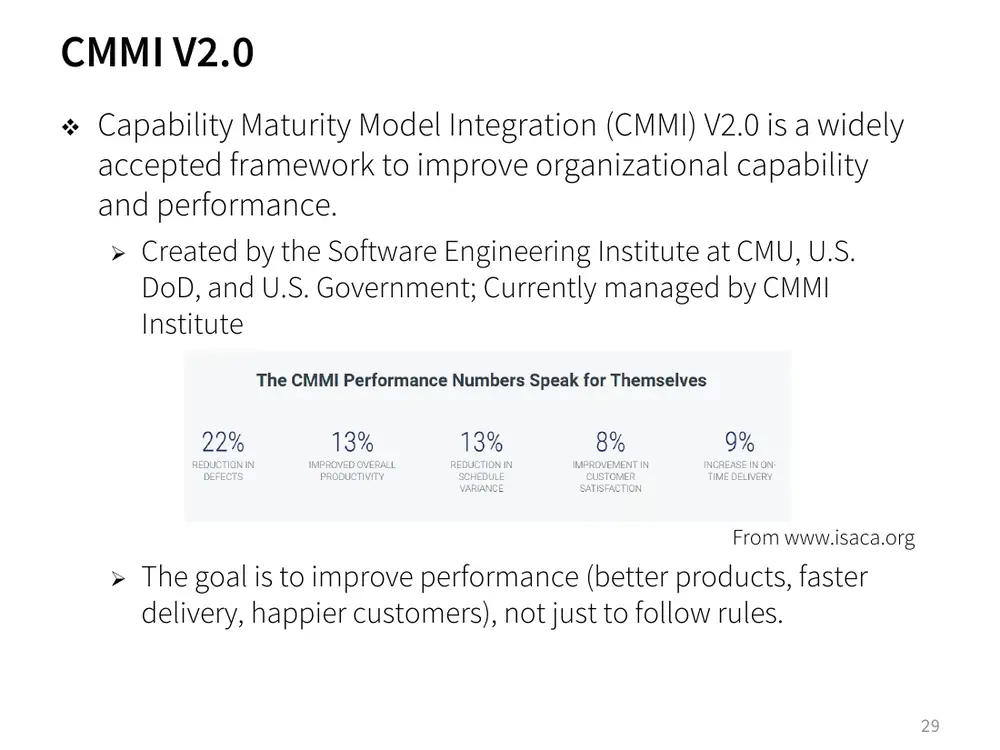 CMMI V2.0
❖ Capability Maturity Model Integration (CMMI) V2.0 is a widely
accepted framework to improve organizational capability
and performance.
➢ Created by the Software Engineering Institute at CMU, U.S.
DoD, and U.S. Government; Currently managed by CMMI
Institute
The CMMI Performance Numbers Speak for Themselves
22%
REDUCTION IN
DEFECTS
13%
IMPROVED OVERALL
PRODUCTIVITY
13%
REDUCTION IN
SCHEDULE
VARIANCE
8%
IMPROVEMENT IN
CUSTOMER
SATISFACTION
9%
INCREASE IN ON-
TIME DELIVERY
From www.isaca.org
➢ The goal is to improve performance (better products, faster
delivery, happier customers), not just to follow rules.
29